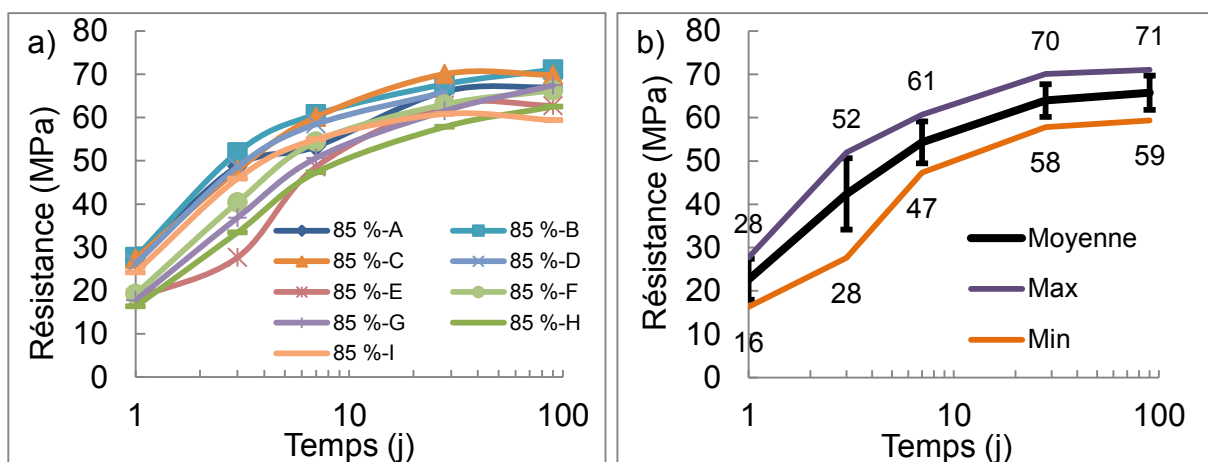 a)
Résistance (MPa)
80
70
60
50
40
30
20
10
0
85 %-A
85 %-B
85 %-C
85 %-D
85 %-E
85 %-F
85 %-G
85 %-H
85 %-I
1
10
100
Temps (j)
b)
Résistance (MPa)
80
70
60
50
40
30
20
10
0
28
52
61
70
71
16
28
47
58
59
Moyenne
Max
Min
1
10
100
Temps (j)